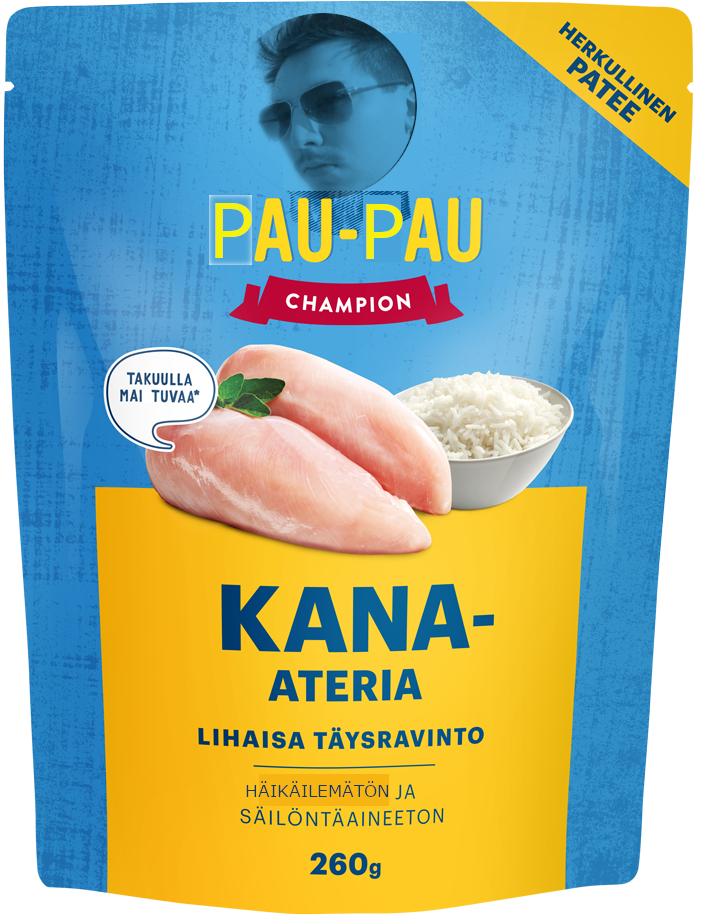 HERKULLINEN
PATEE
PAU-PAU
CHAMPION
TAKUULLA
MAI TUVAA*
KANA-
ATERIA
LIHAISA TÄYSRAVINTO
HÄIKÄILEMÄTÖN JA
SÄILÖNTÄAINEETON
260g